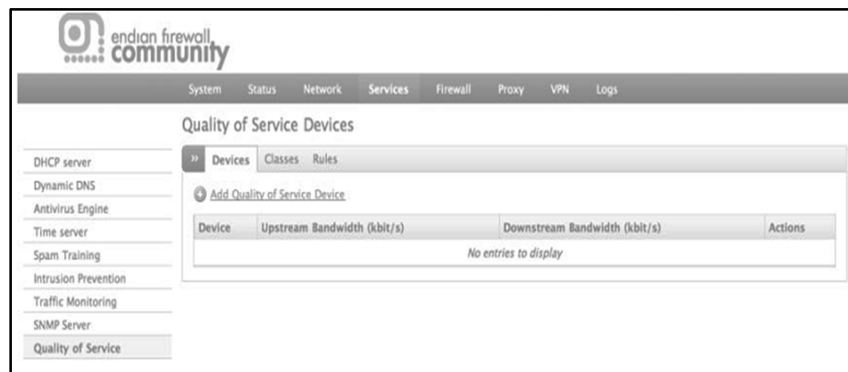 endian firewall
community
System Status Network Services Firewall Proxy VPN Logs
Quality of Service Devices
DHCP server
Dynamic DNS
Antivirus Engine
Time server
Spam Training
Intrusion Prevention
Traffic Monitoring
SNMP Server
Quality of Service
» Devices Classes Rules
Add Quality of Service Device
Device Upstream Bandwidth (kbit/s) Downstream Bandwidth (kbit/s) Actions
No entries to display